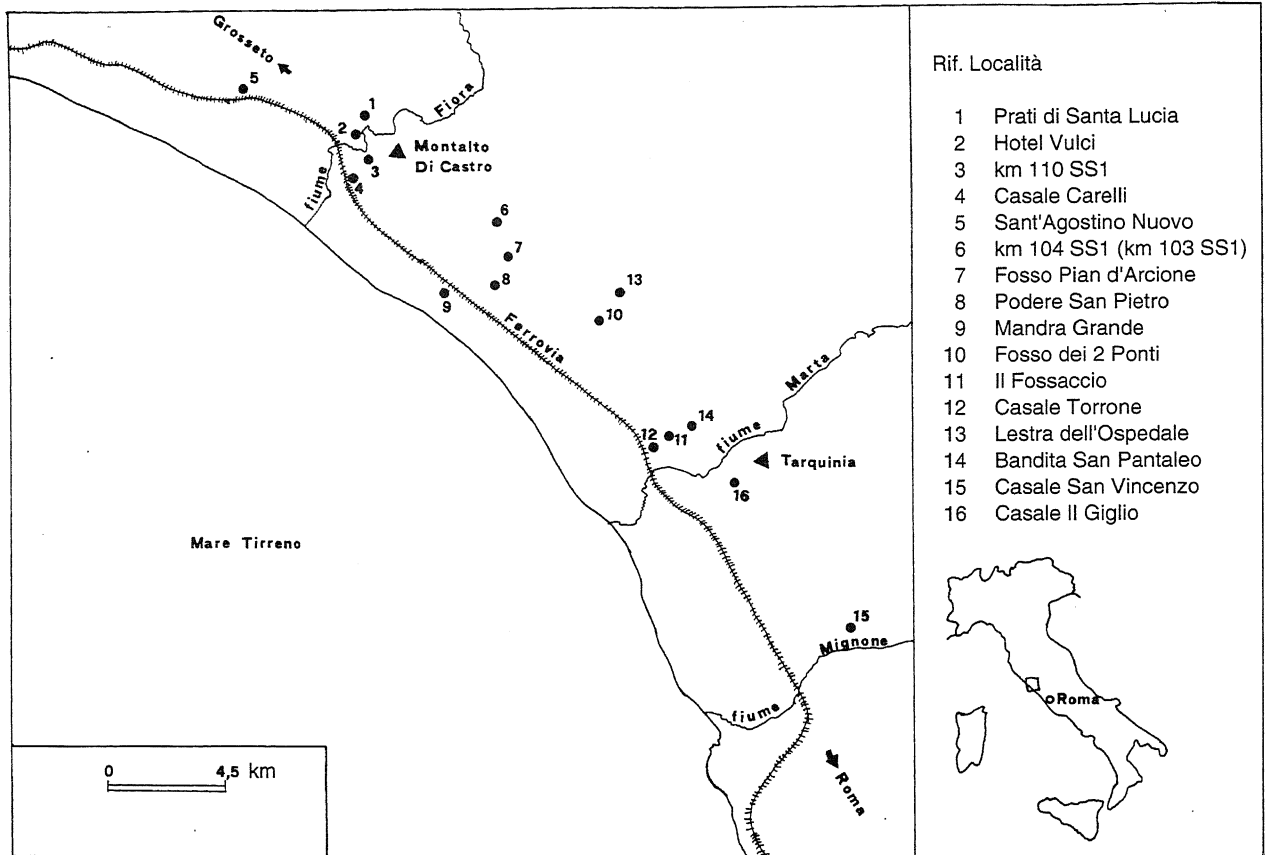 Grosseto
5
1
Fiora
2
Montalto
Di Castro
3
4
fiume
6
7
8
9
13
10
Ferrovia
Marta
14
11
12
fiume
Tarquinia
16
Mare Tirreno
15
Mignone
fiume
Roma
0 4,5 km
Rif. Località
1 Prati di Santa Lucia
2 Hotel Vulci
3 km 110 SS1
4 Casale Carelli
5 Sant'Agostino Nuovo
6 km 104 SS1 (km 103 SS1)
7 Fosso Pian d'Arcione
8 Podere San Pietro
9 Mandra Grande
10 Fosso dei 2 Ponti
11 Il Fossaccio
12 Casale Torrone
13 Lestra dell'Ospedale
14 Bandita San Pantaleo
15 Casale San Vincenzo
16 Casale Il Giglio
Roma